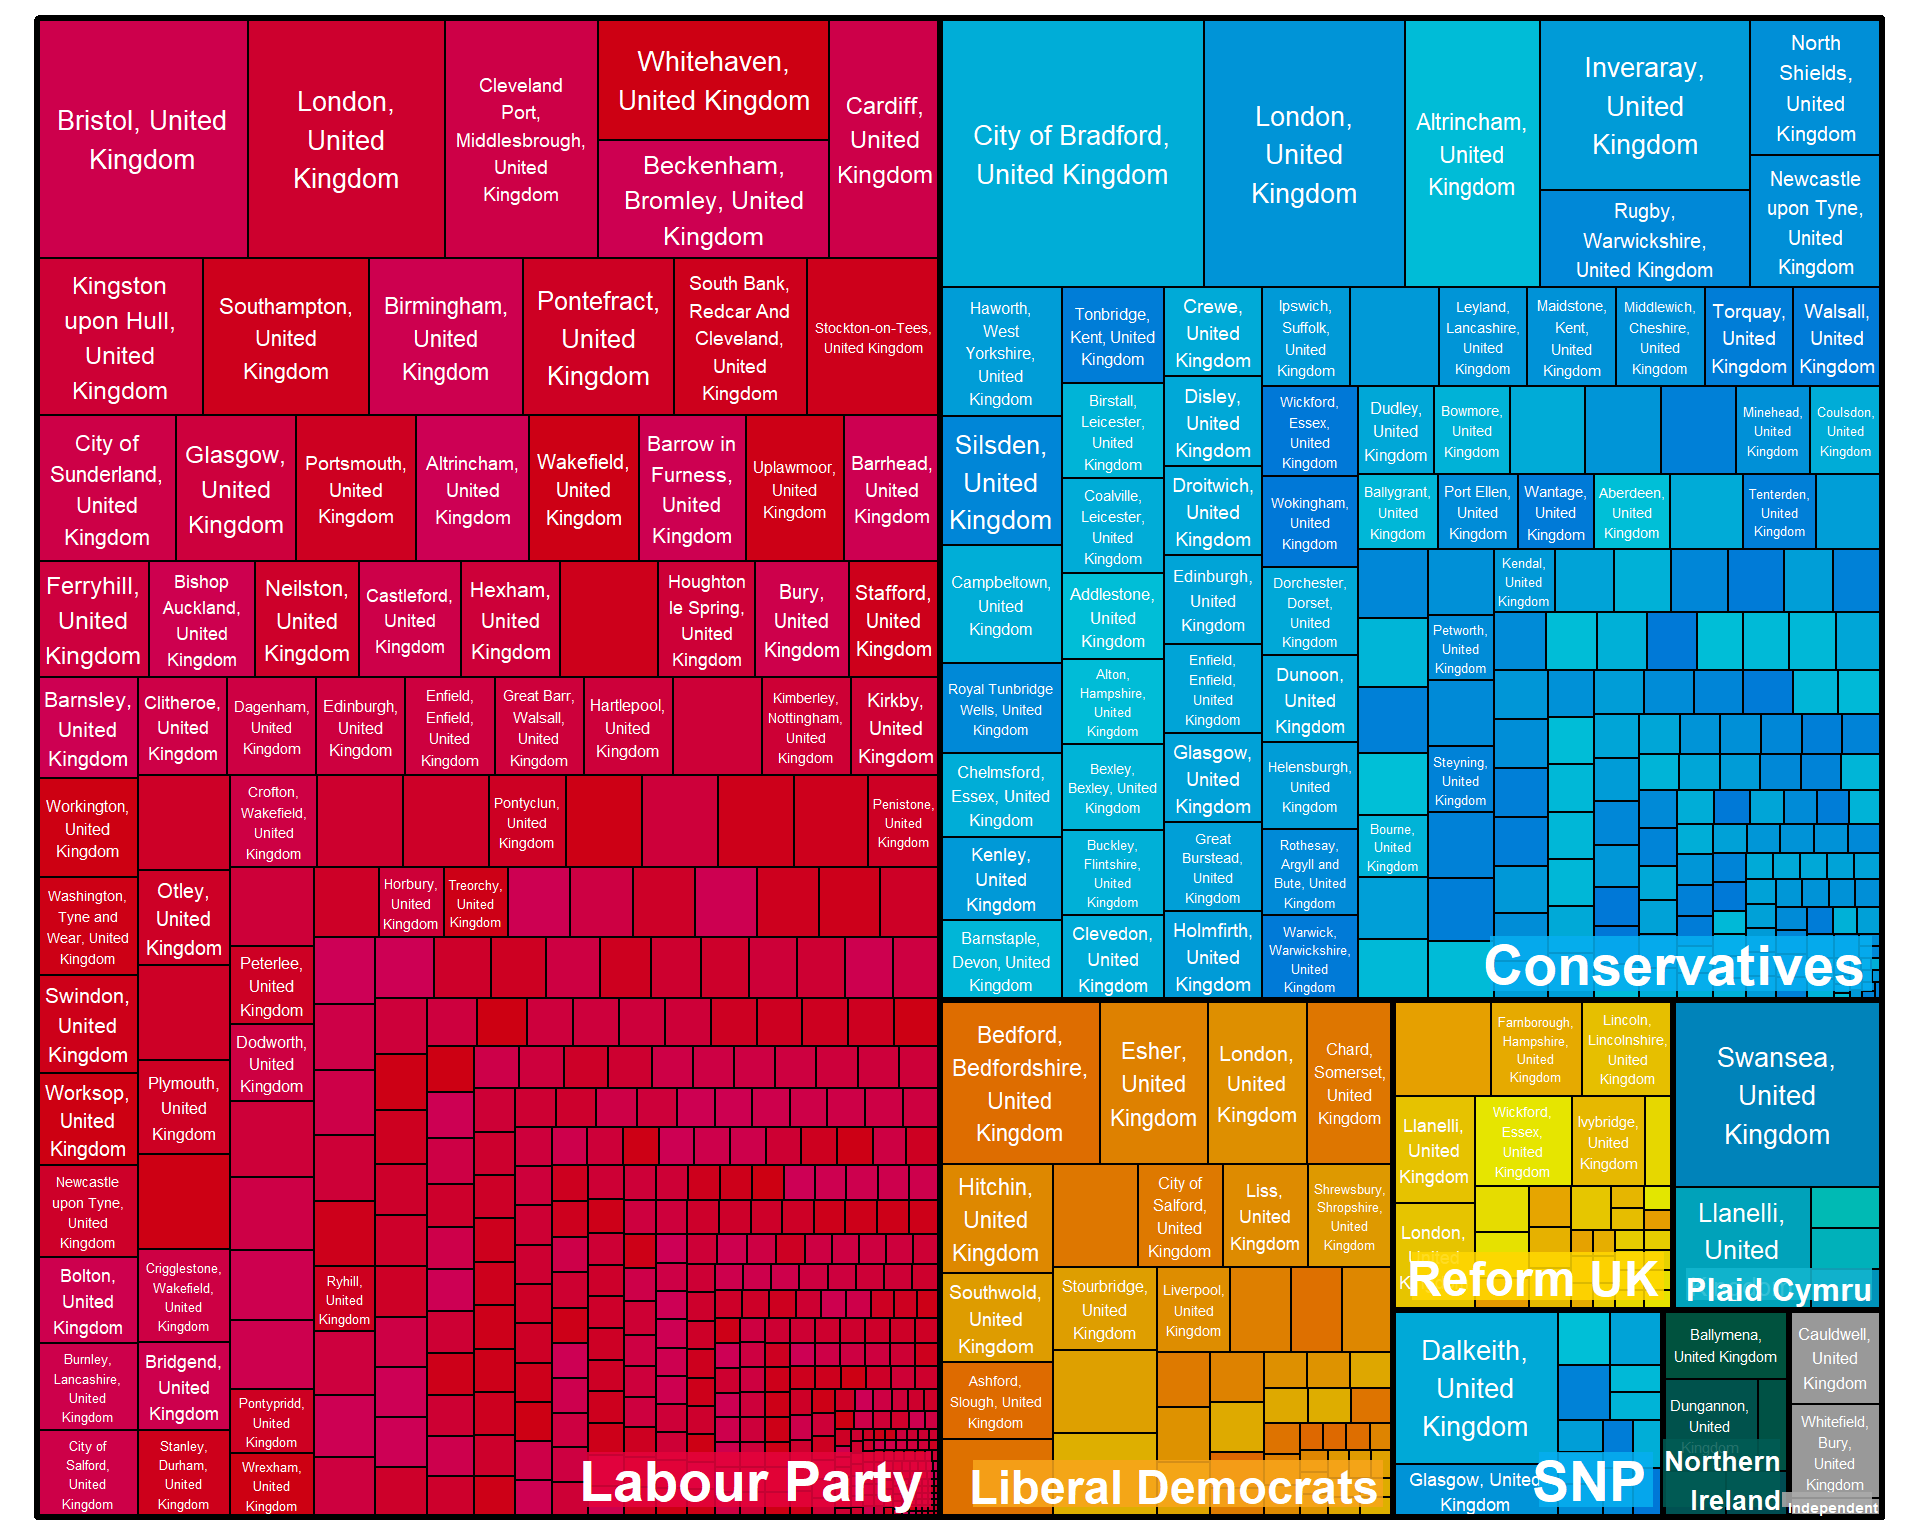 Bristol, United
Kingdom
London,
United
Kingdom
Cleveland
Port,
Middlesbrough,
United
Kingdom
Whitehaven,
United Kingdom
Beckenham,
Bromley, United
Kingdom
Cardiff,
United
Kingdom
Kingston
upon Hull,
United
Kingdom
Southampton,
United
Kingdom
Birmingham,
United
Kingdom
Pontefract,
United
Kingdom
South Bank,
Redcar And
Cleveland,
United
Kingdom
Stockton-on-Tees,
United Kingdom
City of
Sunderland,
United
Kingdom
Glasgow,
United
Kingdom
Portsmouth,
United
Kingdom
Altrincham,
United
Kingdom
Wakefield,
United
Kingdom
Barrow in
Furness,
United
Kingdom
Uplawmoor,
United
Kingdom
Barrhead,
United
Kingdom
Ferryhill,
United
Kingdom
Bishop
Auckland,
United
Kingdom
Neilston,
United
Kingdom
Castleford,
United
Kingdom
Hexham,
United
Kingdom
Houghton
le Spring,
United
Kingdom
Bury,
United
Kingdom
Stafford,
United
Kingdom
Barnsley,
United
Kingdom
Clitheroe,
United
Kingdom
Dagenham,
United
Kingdom
Edinburgh,
United
Kingdom
Enfield,
Enfield,
United
Kingdom
Great Barr,
Walsall,
United
Kingdom
Hartlepool,
United
Kingdom
Kimberley,
Nottingham,
United
Kingdom
Kirkby,
United
Kingdom
Workington,
United
Kingdom
Crofton,
Wakefield,
United
Kingdom
Pontyclun,
United
Kingdom
Penistone,
United
Kingdom
Washington,
Tyne and
Wear, United
Kingdom
Otley,
United
Kingdom
Horbury,
United
Kingdom
Treorchy,
United
Kingdom
Swindon,
United
Kingdom
Peterlee,
United
Kingdom
Dodworth,
United
Kingdom
Worksop,
United
Kingdom
Plymouth,
United
Kingdom
Newcastle
upon Tyne,
United
Kingdom
Bolton,
United
Kingdom
Crigglestone,
Wakefield,
United
Kingdom
Ryhill,
United
Kingdom
Burnley,
Lancashire,
United
Kingdom
Bridgend,
United
Kingdom
Pontypridd,
United
Kingdom
City of
Salford,
United
Kingdom
Stanley,
Durham,
United
Kingdom
Wrexham,
United
Kingdom
Labour Party
City of Bradford,
United Kingdom
London,
United
Kingdom
Altrincham,
United
Kingdom
Inveraray,
United
Kingdom
Rugby,
Warwickshire,
United Kingdom
North
Shields,
United
Kingdom
Newcastle
upon Tyne,
United
Kingdom
Haworth,
West
Yorkshire,
United
Kingdom
Tonbridge,
Kent, United
Kingdom
Crewe,
United
Kingdom
Ipswich,
Suffolk,
United
Kingdom
Leyland,
Lancashire,
United
Kingdom
Maidstone,
Kent,
United
Kingdom
Middlewich,
Cheshire,
United
Kingdom
Torquay,
United
Kingdom
Walsall,
United
Kingdom
Silsden,
United
Kingdom
Birstall,
Leicester,
United
Kingdom
Disley,
United
Kingdom
Wickford,
Essex,
United
Kingdom
Dudley,
United
Kingdom
Bowmore,
United
Kingdom
Minehead,
United
Kingdom
Coulsdon,
United
Kingdom
Coalville,
Leicester,
United
Kingdom
Droitwich,
United
Kingdom
Wokingham,
United
Kingdom
Ballygrant,
United
Kingdom
Port Ellen,
United
Kingdom
Wantage,
United
Kingdom
Aberdeen,
United
Kingdom
Tenterden,
United
Kingdom
Campbeltown,
United
Kingdom
Addlestone,
United
Kingdom
Edinburgh,
United
Kingdom
Dorchester,
Dorset,
United
Kingdom
Kendal,
United
Kingdom
Petworth,
United
Kingdom
Royal Tunbridge
Wells, United
Kingdom
Alton,
Hampshire,
United
Kingdom
Enfield,
Enfield,
United
Kingdom
Dunoon,
United
Kingdom
Chelmsford,
Essex, United
Kingdom
Bexley,
Bexley, United
Kingdom
Glasgow,
United
Kingdom
Helensburgh,
United
Kingdom
Steyning,
United
Kingdom
Kenley,
United
Kingdom
Buckley,
Flintshire,
United
Kingdom
Great
Burstead,
United
Kingdom
Rothesay,
Argyll and
Bute, United
Kingdom
Bourne,
United
Kingdom
Barnstaple,
Devon, United
Kingdom
Clevedon,
United
Kingdom
Holmfirth,
United
Kingdom
Warwick,
Warwickshire,
United
Kingdom
Conservatives
Bedford,
Bedfordshire,
United
Kingdom
Esher,
United
Kingdom
London,
United
Kingdom
Chard,
Somerset,
United
Kingdom
Hitchin,
United
Kingdom
City of
Salford,
United
Kingdom
Liss,
United
Kingdom
Shrewsbury,
Shropshire,
United
Kingdom
Southwold,
United
Kingdom
Stourbridge,
United
Kingdom
Liverpool,
United
Kingdom
Ashford,
Slough, United
Kingdom
Liberal Democrats
Farnborough,
Hampshire,
United
Kingdom
Lincoln,
Lincolnshire,
United
Kingdom
Llanelli,
United
Kingdom
Wickford,
Essex,
United
Kingdom
Ivybridge,
United
Kingdom
London,
United
Reform UK
Swansea,
United
Kingdom
Llanelli,
United
Plaid Cymru
Dalkeith,
United
Kingdom
Glasgow, United
Kingdom
SNP
Ballymena,
United Kingdom
Dungannon,
United
Kingdom
Northern
Ireland
Cauldwell,
United
Kingdom
Whitefield,
Bury,
United
Kingdom
Independent